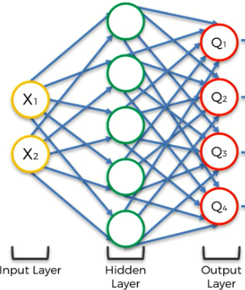 X1
X2
Q1
Q2
Q3
Q4
Input Layer
Hidden
Layer
Output
Layer